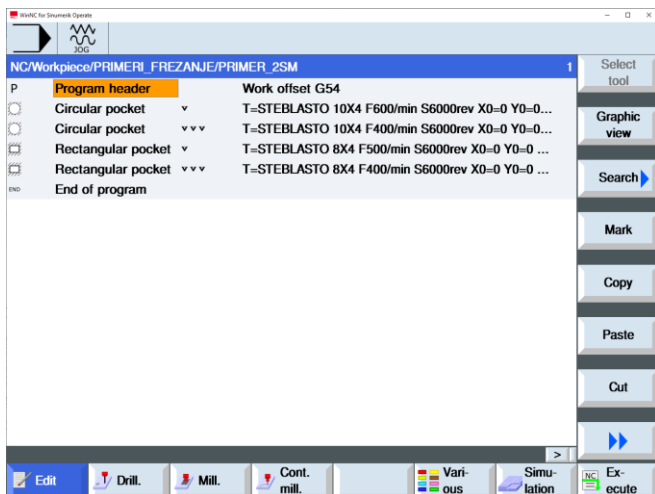 WinNC for Sinumerik Operate
JOG
NC/Workpiece/PRIMERI_FREZANJE/PRIMER_2SM 1
P Program header Work offset G54
Circular pocket v T=STEBLASTO 10X4 F600/min S6000rev X0=0 Y0=0...
Circular pocket v v v T=STEBLASTO 10X4 F400/min S6000rev X0=0 Y0=0...
Rectangular pocket v T=STEBLASTO 8X4 F500/min S6000rev X0=0 Y0=0 ...
Rectangular pocket v v v T=STEBLASTO 8X4 F400/min S6000rev X0=0 Y0=0 ...
END End of program
Select
tool
Graphic
view
Search
Mark
Copy
Paste
Cut
>
Edit
Drill.
Mill.
Cont.
mill.
Vari-
ous
Simu-
lation
NC
Ex-
ecute